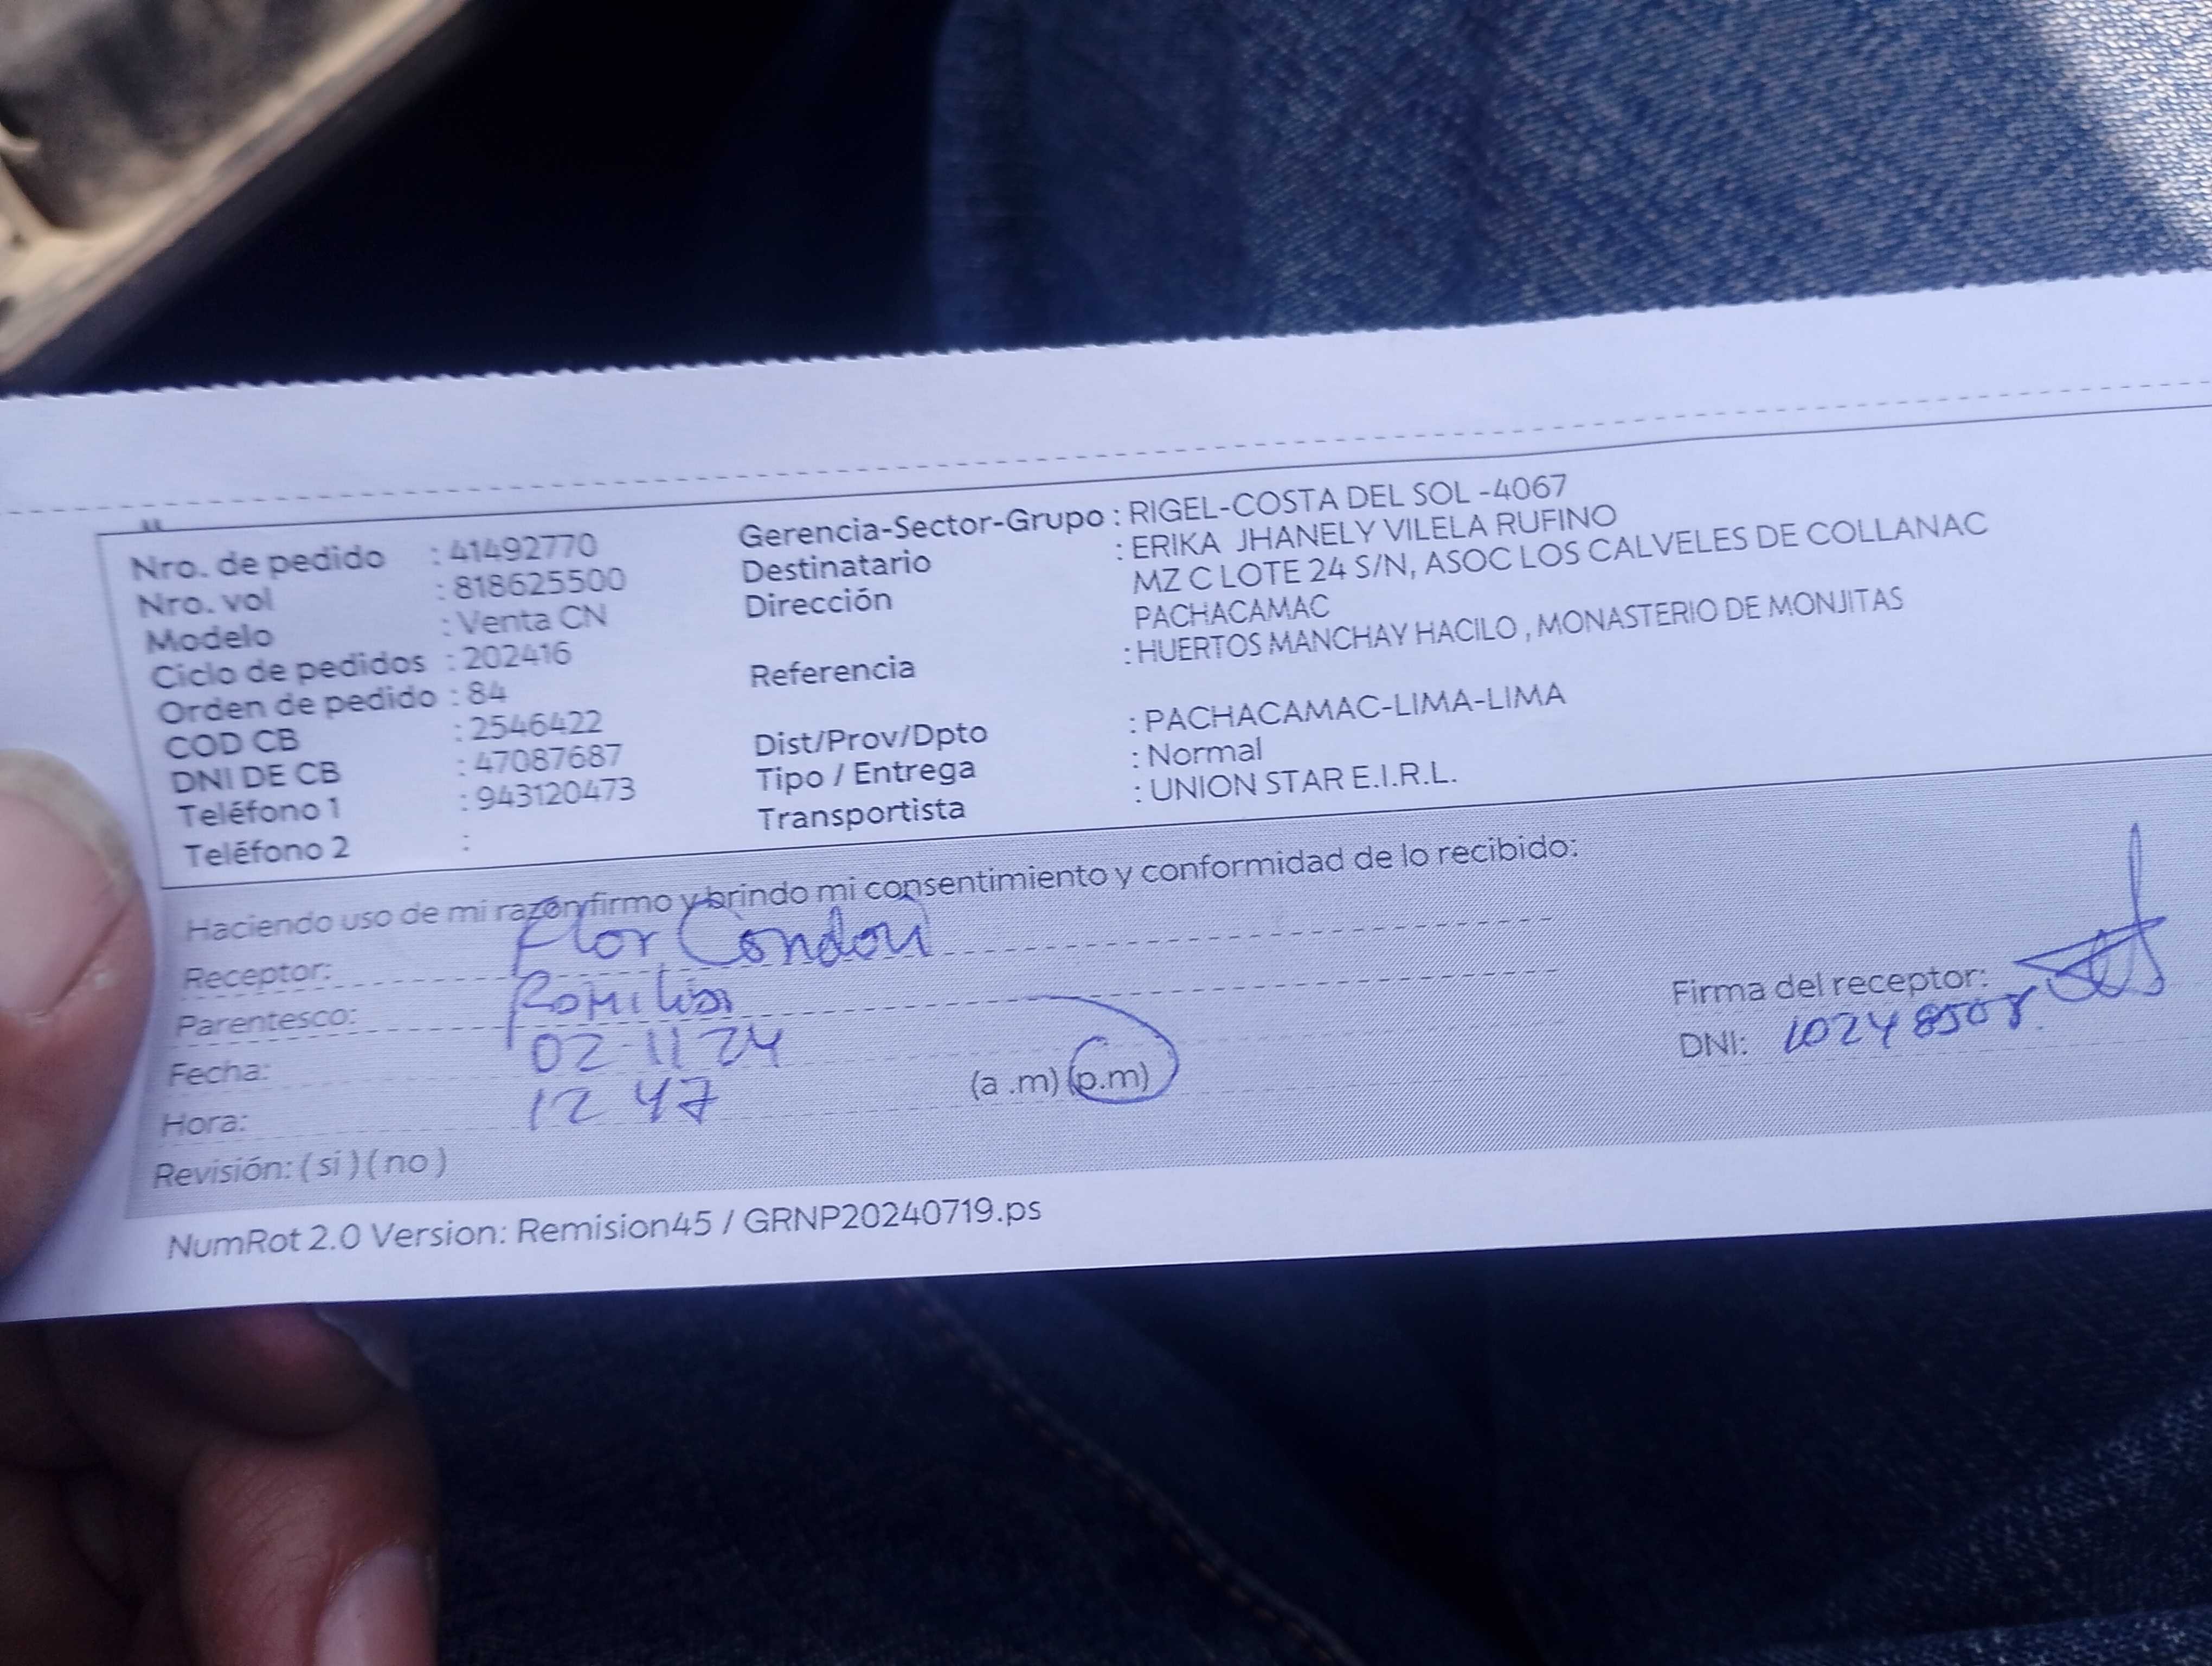 Nro. de pedido : 41492770
Nro. vol : 818625500
Modelo : Venta CN
Ciclo de pedidos : 202416
Orden de pedido : 84
COD CB : 2546422
DNI DE CB : 47087687
Teléfono 1 : 943120473
Teléfono 2 :
Gerencia-Sector-Grupo : RIGEL-COSTA DEL SOL -4067
Destinatario : ERIKA JHANELY VILELA RUFINO
Dirección MZ C LOTE 24 S/N, ASOC LOS CALVELES DE COLLANAC
PACHACAMAC
Referencia : HUERTOS MANCHAY HACILO , MONASTERIO DE MONJITAS
Dist/Prov/Dpto : PACHACAMAC-LIMA-LIMA
Tipo / Entrega : Normal
Transportista : UNION STAR E.I.R.L.
Haciendo uso de mi razón firmo y brindo mi consentimiento y conformidad de lo recibido:
Receptor: Flor Condori
Parentesco:
Fecha: 02 11 24
Hora: 12 47 (a .m) (p.m)
Revisión: ( si ) ( no )
Firma del receptor:
DNI: 10248508
NumRot 2.0 Version: Remision45 / GRNP20240719.ps